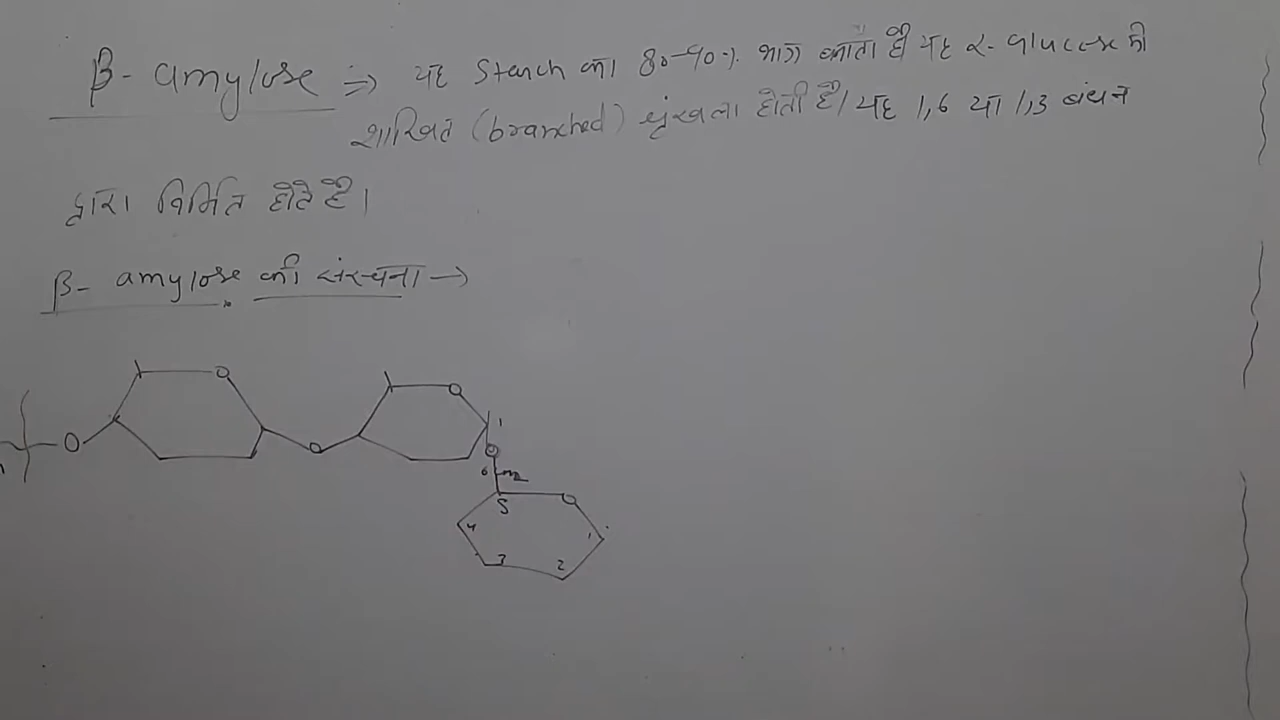 β- amylose ⇒ यह Starch का 80-90% भाग बनाता है यह α- Glucose की
शाखित (branched) श्रृंखला होती है। यह 1,6 या 1,3 बंधन
द्वारा निर्मित होते है।
β- amylose की संरचना →
O
O
O
O
O
1
O
6
5
O
4
1
3
2